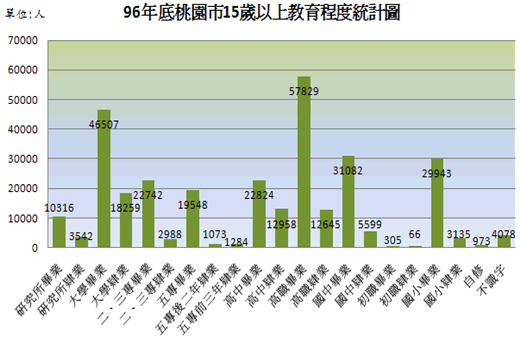 單位:人
96年底桃園市15歲以上教育程度統計圖
70000
60000
50000
40000
30000
20000
10000
0
10316
3542
46507
18259
22742
2988
19548
1073
1284
22824
12958
57829
12645
31082
5599
305
66
29943
3135
973
4078
研究所畢業
研究所肄業
大學畢業
大學肄業
二、三專畢業
二、三專肄業
五專畢業
五專後二年肄業
五專前三年肄業
高中畢業
高中肄業
高職畢業
高職肄業
國中畢業
國中肄業
初職畢業
初職肄業
國小畢業
國小肄業
自修
不識字